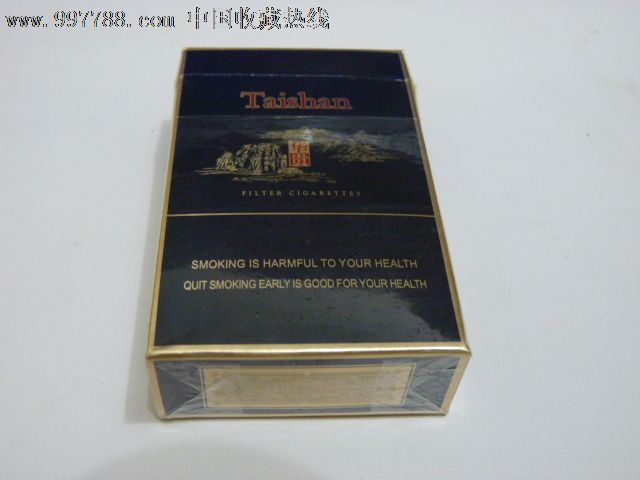 www.997788.com 中国收藏热线
Taishan
FILTER CIGARETTES
SMOKING IS HARMFUL TO YOUR HEALTH
QUIT SMOKING EARLY IS GOOD FOR YOUR HEALTH